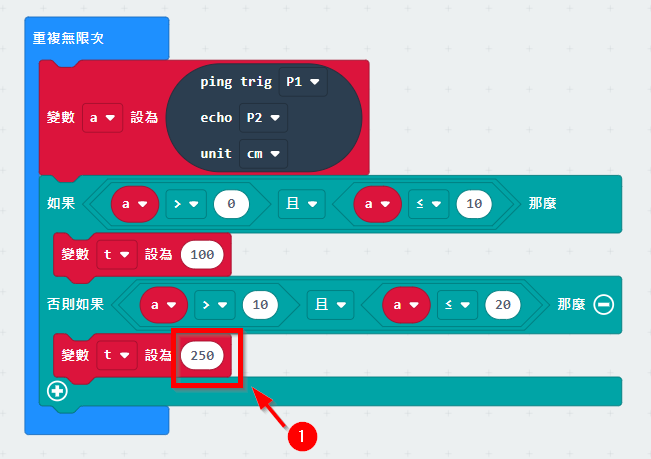 重複無限次
ping trig P1
變數 a 設為 echo P2
unit cm
如果 a > 0 且 a ≤ 10 那麼
變數 t 設為 100
否則如果 a > 10 且 a ≤ 20 那麼
變數 t 設為 250
1